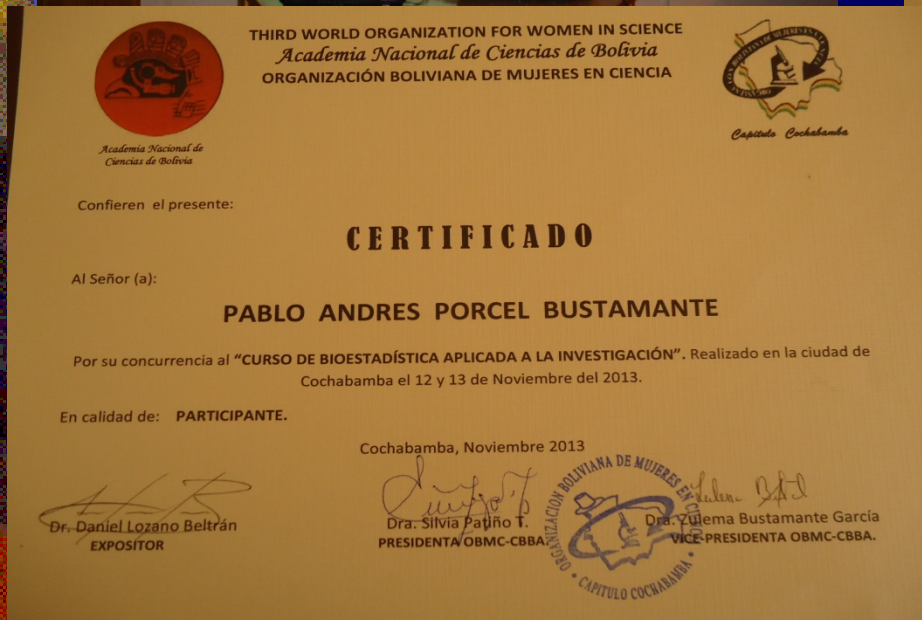 THIRD WORLD ORGANIZATION FOR WOMEN IN SCIENCE
Academia Nacional de Ciencias de Bolivia
ORGANIZACIÓN BOLIVIANA DE MUJERES EN CIENCIA
Academia Nacional de
Ciencias de Bolivia
Capitulo Cochabamba
Confieren el presente:
CERTIFICADO
Al Señor (a):
PABLO ANDRES PORCEL BUSTAMANTE
Por su concurrencia al “CURSO DE BIOESTADÍSTICA APLICADA A LA INVESTIGACIÓN”. Realizado en la ciudad de
Cochabamba el 12 y 13 de Noviembre del 2013.
En calidad de: PARTICIPANTE.
Cochabamba, Noviembre 2013
Dr. Daniel Lozano Beltrán
EXPOSITOR
Dra. Silvia Patiño T.
PRESIDENTA OBMC-CBBA.
ORGANIZACION BOLIVIANA DE MUJERES EN CIENCIA
CAPITULO COCHABAMBA
Dra. Zulema Bustamante García
VICE-PRESIDENTA OBMC-CBBA.